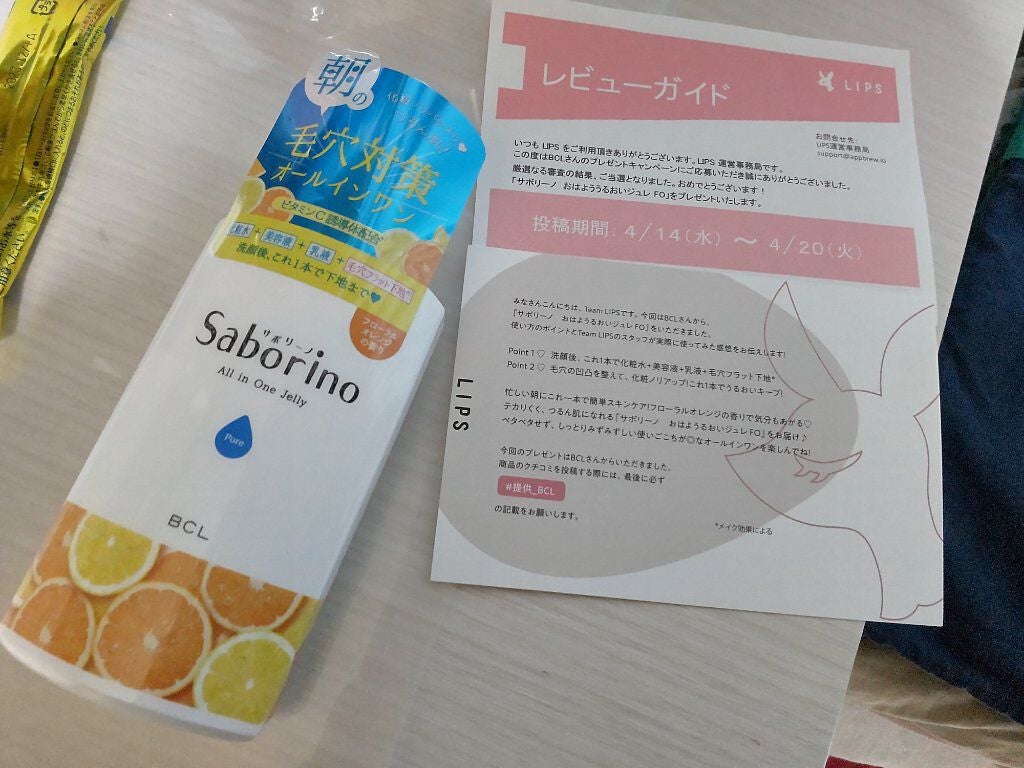 朝の
毛穴対策
オールインワン
ビタミンC誘導体配合
化粧水+美容液+乳液+毛穴フラット下地
洗顔後、これ1本で下地まで♥
フローラル
オレンジ
の香り
サボリーノ
Saborino
All in One Jelly
Pure
BCL
レビューガイド
LIPS
お問合せ先:
LIPS運営事務局
support@appbrew.io
いつも LIPS をご利用頂きありがとうございます。LIPS 運営事務局です。
この度はBCLさんのプレゼントキャンペーンにご応募いただき誠にありがとうございました。
厳選なる審査の結果、ご当選となりました。おめでとうございます!
「サボリーノ おはようるおいジュレ FO」をプレゼントいたします。
投稿期間: 4/14(水) 〜 4/20(火)
みなさんこんにちは、Team LIPSです。今回はBCLさんから、
「サボリーノ おはようるおいジュレ FO」をいただきました。
使い方のポイントとTeam LIPSのスタッフが実際に使ってみた感想をお伝えします!
Point 1 ♡ 洗顔後、これ1本で化粧水+美容液+乳液+毛穴フラット下地*
Point 2 ♡ 毛穴の凹凸を整えて、化粧ノリアップ!これ1本でうるおいキープ!
忙しい朝にこれ一本で簡単スキンケア!フローラルオレンジの香りで気分もあがる♡
テカりにくく、つるん肌になれる「サボリーノ おはようるおいジュレ FO」をお届け♪
ベタベタせず、しっとりみずみずしい使いごこちが◎なオールインワンを楽しんでね!
今回のプレゼントはBCLさんからいただきました。
商品のクチコミを投稿する際には、最後に必ず
#提供_BCL
の記載をお願いします。
*メイク効果による
LIPS